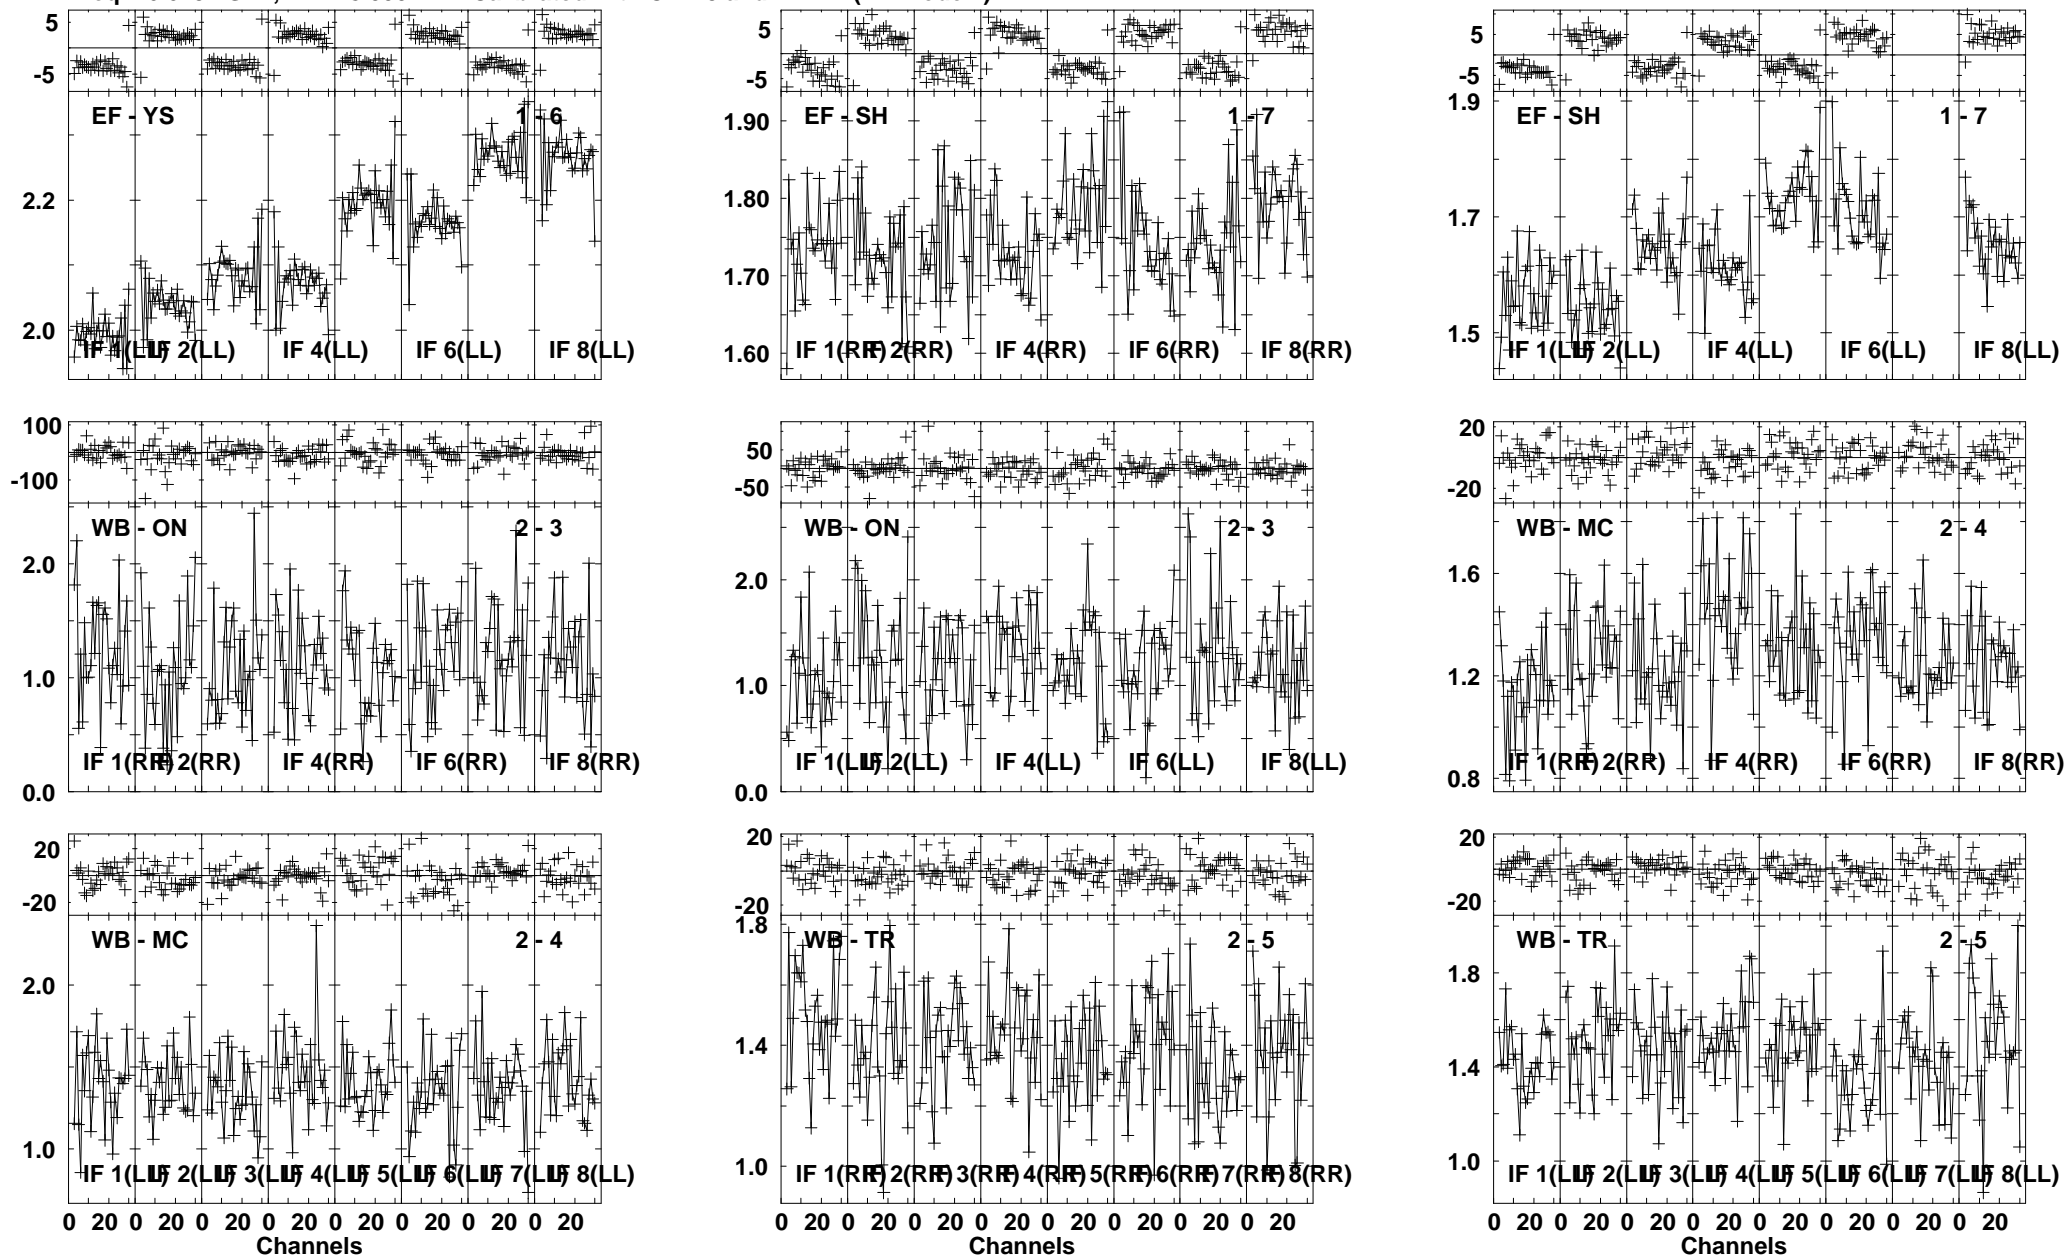 5
-5
EF - YS
1 - 6
2.2
2.0
IF 1(LL)
IF 2(LL)
IF 4(LL)
IF 6(LL)
IF 8(LL)
5
-5
EF - SH
1 - 7
1.90
1.80
1.70
1.60
IF 1(RR)
IF 2(RR)
IF 4(RR)
IF 6(RR)
IF 8(RR)
5
-5
EF - SH
1 - 7
1.9
1.7
1.5
IF 1(LL)
IF 2(LL)
IF 4(LL)
IF 6(LL)
IF 8(LL)
100
-100
WB - ON
2 - 3
2.0
1.0
0.0
IF 1(RR)
IF 2(RR)
IF 4(RR)
IF 6(RR)
IF 8(RR)
50
-50
WB - ON
2 - 3
2.0
1.0
0.0
IF 1(LL)
IF 2(LL)
IF 4(LL)
IF 6(LL)
IF 8(LL)
20
-20
WB - MC
2 - 4
1.6
1.2
0.8
IF 1(RR)
IF 2(RR)
IF 4(RR)
IF 6(RR)
IF 8(RR)
20
-20
WB - MC
2 - 4
2.0
1.0
IF 1(LL)
IF 2(LL)
IF 3(LL)
IF 4(LL)
IF 5(LL)
IF 6(LL)
IF 7(LL)
IF 8(LL)
0 20 0 20 0 20 0 20 0 20 0 20 0 20 0 20
Channels
20
-20
WB - TR
2 - 5
1.8
1.4
1.0
IF 1(RR)
IF 2(RR)
IF 3(RR)
IF 4(RR)
IF 5(RR)
IF 6(RR)
IF 7(RR)
IF 8(RR)
0 20 0 20 0 20 0 20 0 20 0 20 0 20 0 20
Channels
20
-20
WB - TR
2 - 5
1.8
1.4
1.0
IF 1(LL)
IF 2(LL)
IF 3(LL)
IF 4(LL)
IF 5(LL)
IF 6(LL)
IF 7(LL)
IF 8(LL)
0 20 0 20 0 20 0 20 0 20 0 20 0 20 0 20
Channels